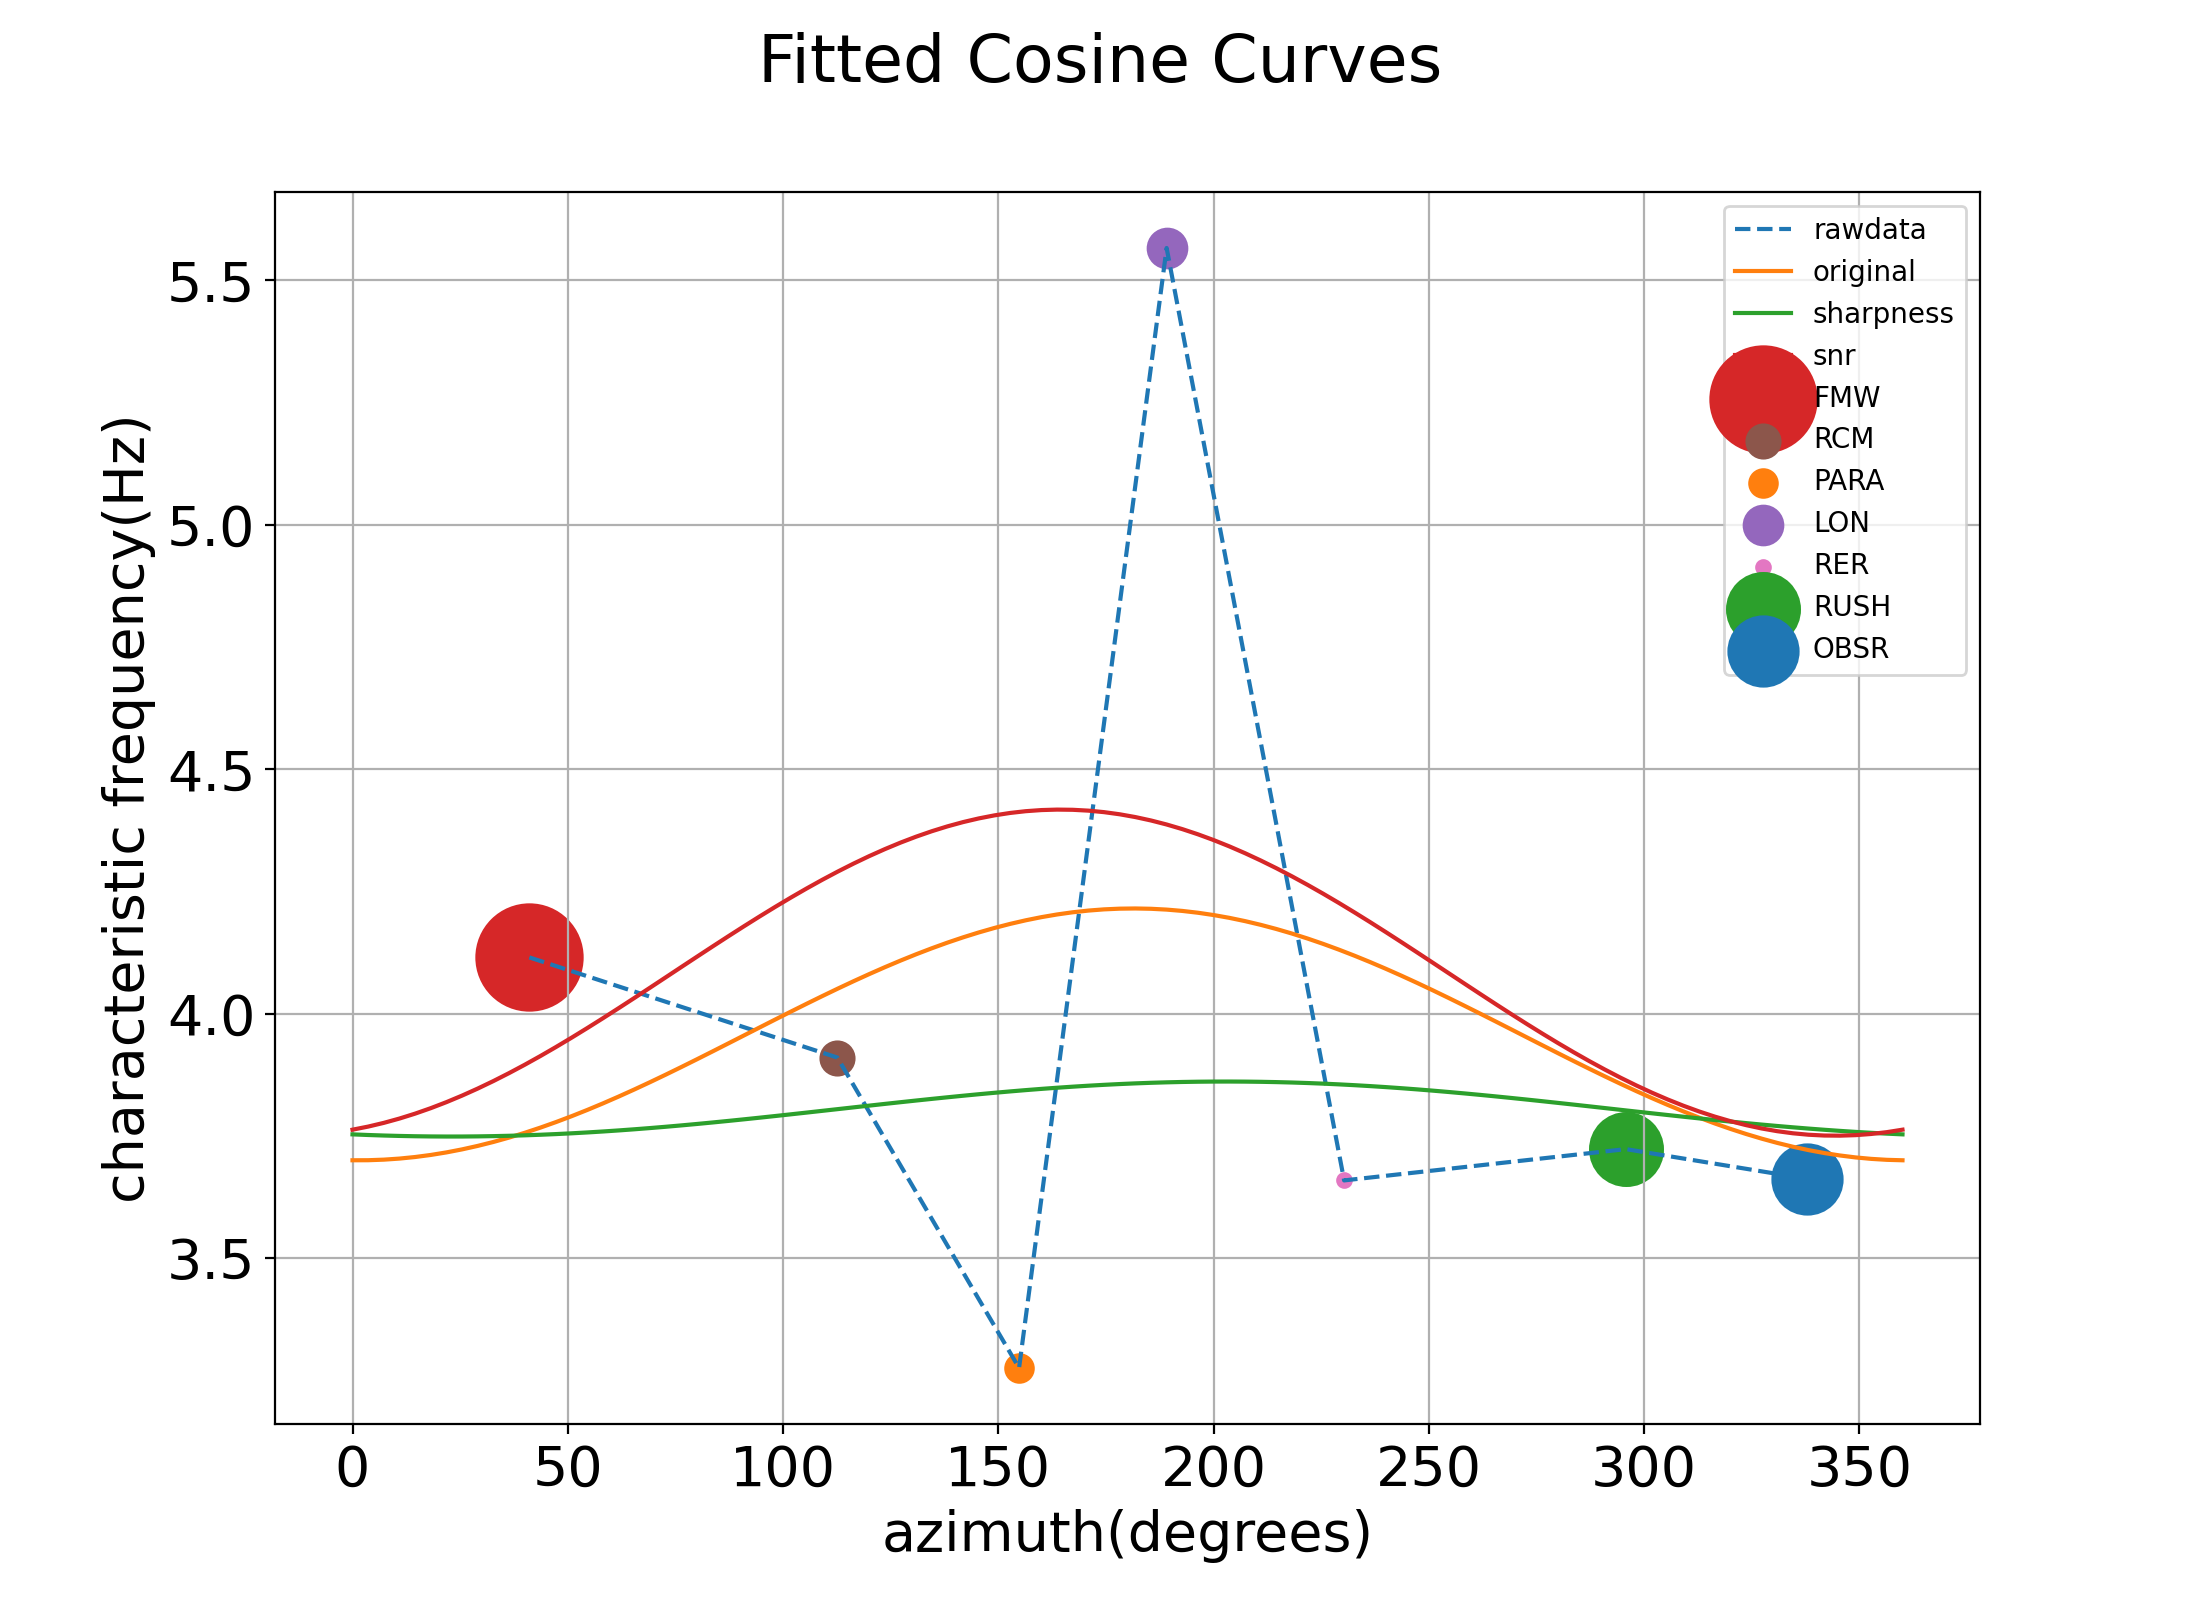 Fitted Cosine Curves
characteristic frequency(Hz)
5.5
5.0
4.5
4.0
3.5
rawdata
original
sharpness
snr
FMW
RCM
PARA
LON
RER
RUSH
OBSR
0 50 100 150 200 250 300 350
azimuth(degrees)